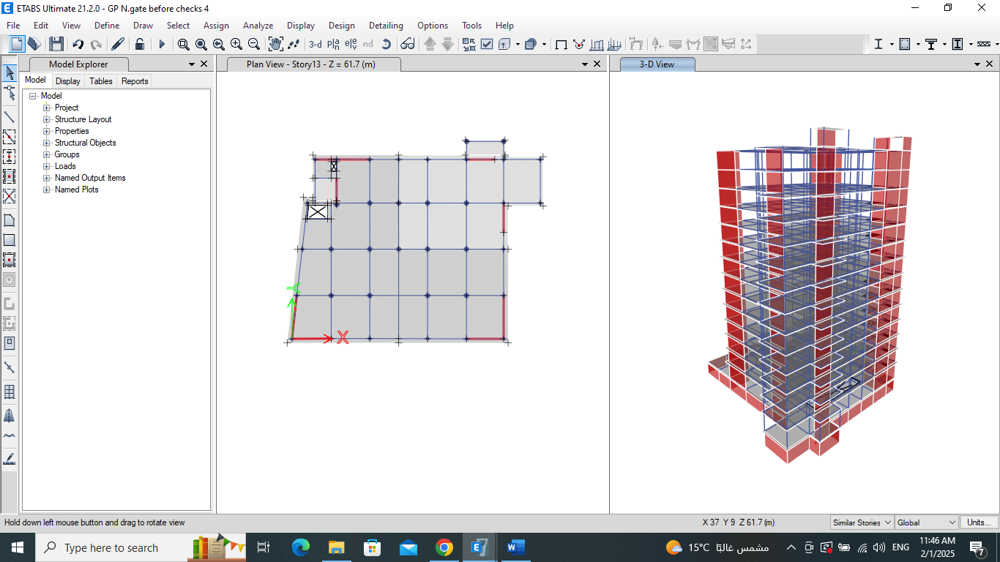 ETABS Ultimate 21.2.0 - GP N.gate before checks 4
File Edit View Define Draw Select Assign Analyze Display Design Detailing Options Tools Help
3-d nd
Model Explorer
Plan View - Story13 - Z = 61.7 (m)
3-D View
Model Display Tables Reports
Model
Project
Structure Layout
Properties
Structural Objects
Groups
Loads
Named Output Items
Named Plots
X
Hold down left mouse button and drag to rotate view
X 37 Y 9 Z 61.7 (m)
Similar Stories
Global
Units...
Type here to search
15°C مشمس غالبًا
ENG
11:46 AM
2/1/2025
7